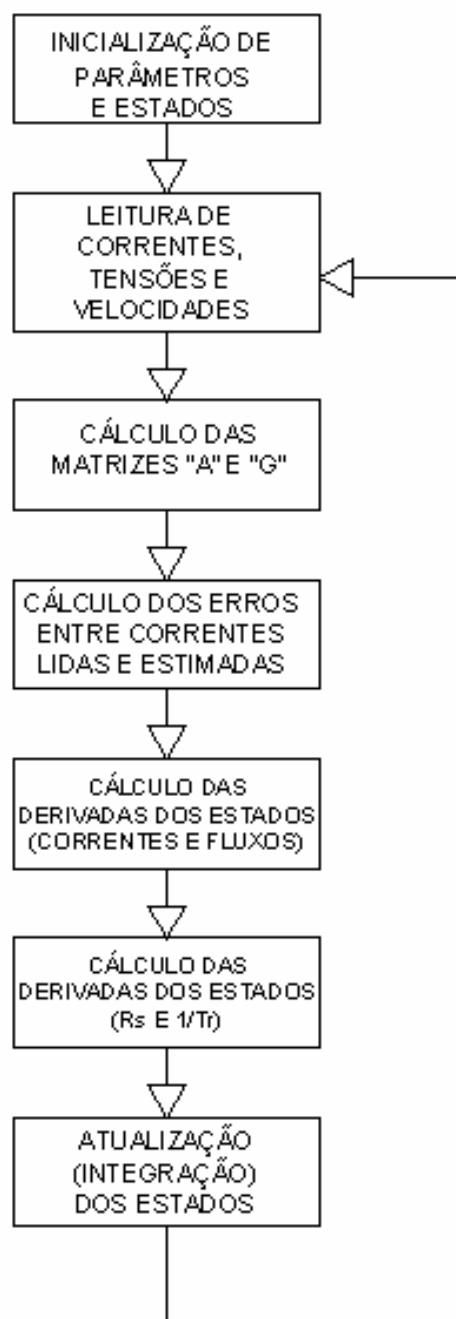 INICIALIZAÇÃO DE
PARÂMETROS
E ESTADOS
LEITURA DE
CORRENTES,
TENSÕES E
VELOCIDADES
CÁLCULO DAS
MATRIZES "A" E "G"
CÁLCULO DOS ERROS
ENTRE CORRENTES
LIDAS E ESTIMADAS
CÁLCULO DAS
DERIVADAS DOS ESTADOS
(CORRENTES E FLUXOS)
CÁLCULO DAS
DERIVADAS DOS ESTADOS
(Rs E 1/Tr)
ATUALIZAÇÃO
(INTEGRAÇÃO)
DOS ESTADOS